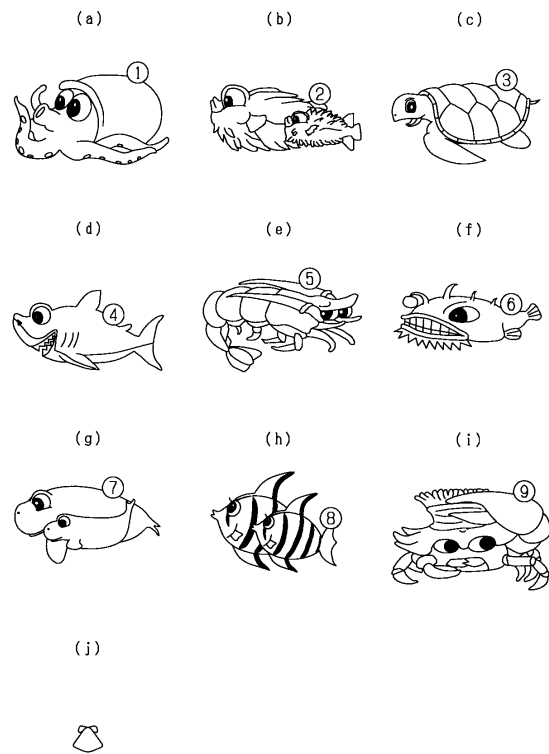 (a) (b) (c)
① ② ③
(d) (e) (f)
④ ⑤ ⑥
(g) (h) (i)
⑦ ⑧ ⑨
(j)